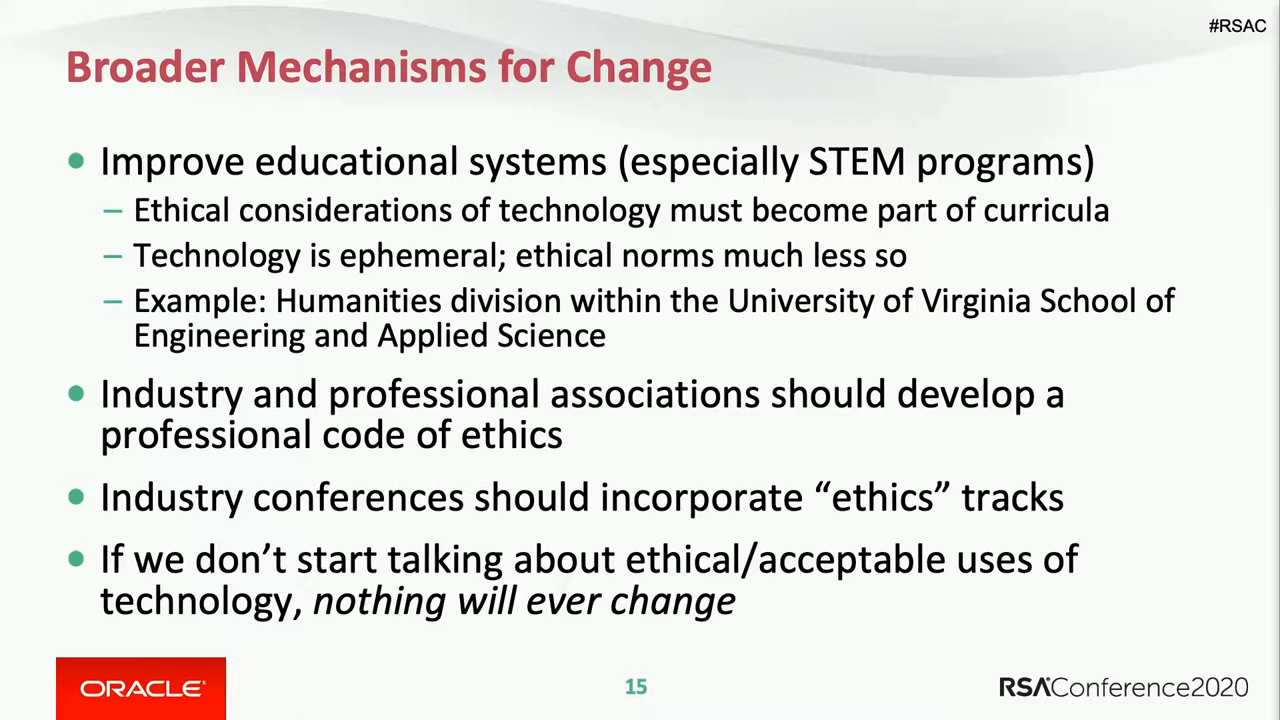 #RSAC
Broader Mechanisms for Change
• Improve educational systems (especially STEM programs)
– Ethical considerations of technology must become part of curricula
– Technology is ephemeral; ethical norms much less so
– Example: Humanities division within the University of Virginia School of
Engineering and Applied Science
• Industry and professional associations should develop a
professional code of ethics
• Industry conferences should incorporate “ethics” tracks
• If we don’t start talking about ethical/acceptable uses of
technology, nothing will ever change
ORACLE®
15
RSAConference2020